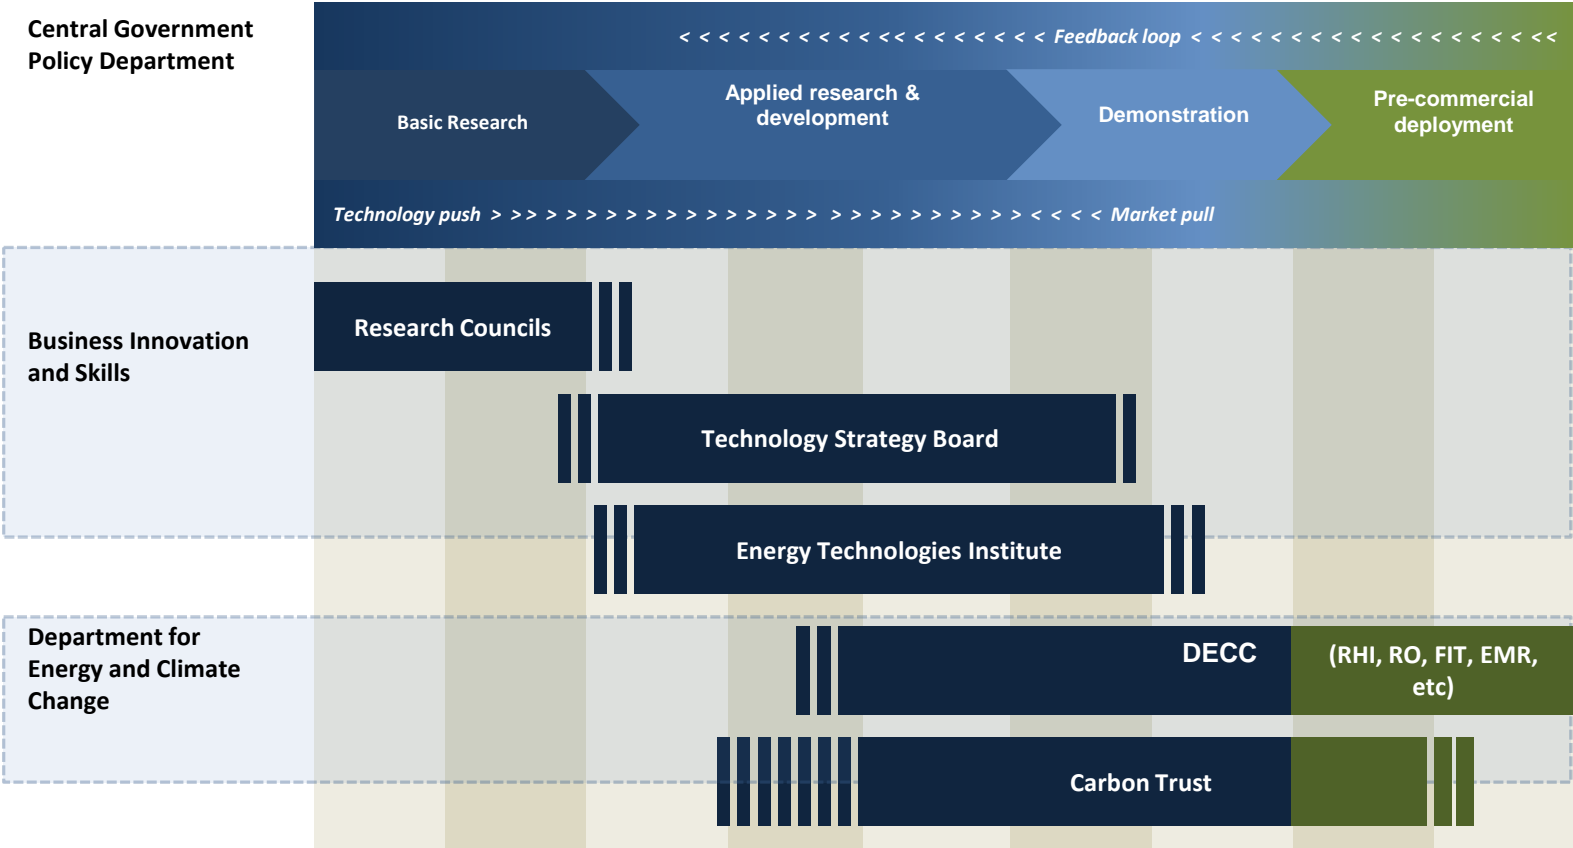 Central Government
Policy Department
< < < < < < < < < < < < < < < < < < < Feedback loop < < < < < < < < < < < < < < < < < < <
Basic Research
Applied research &
development
Demonstration
Pre-commercial
deployment
Technology push > > > > > > > > > > > > > > > > > > > > > > > > > > > < < < < Market pull
Business Innovation
and Skills
Research Councils
Technology Strategy Board
Energy Technologies Institute
Department for
Energy and Climate
Change
DECC
(RHI, RO, FIT, EMR,
etc)
Carbon Trust